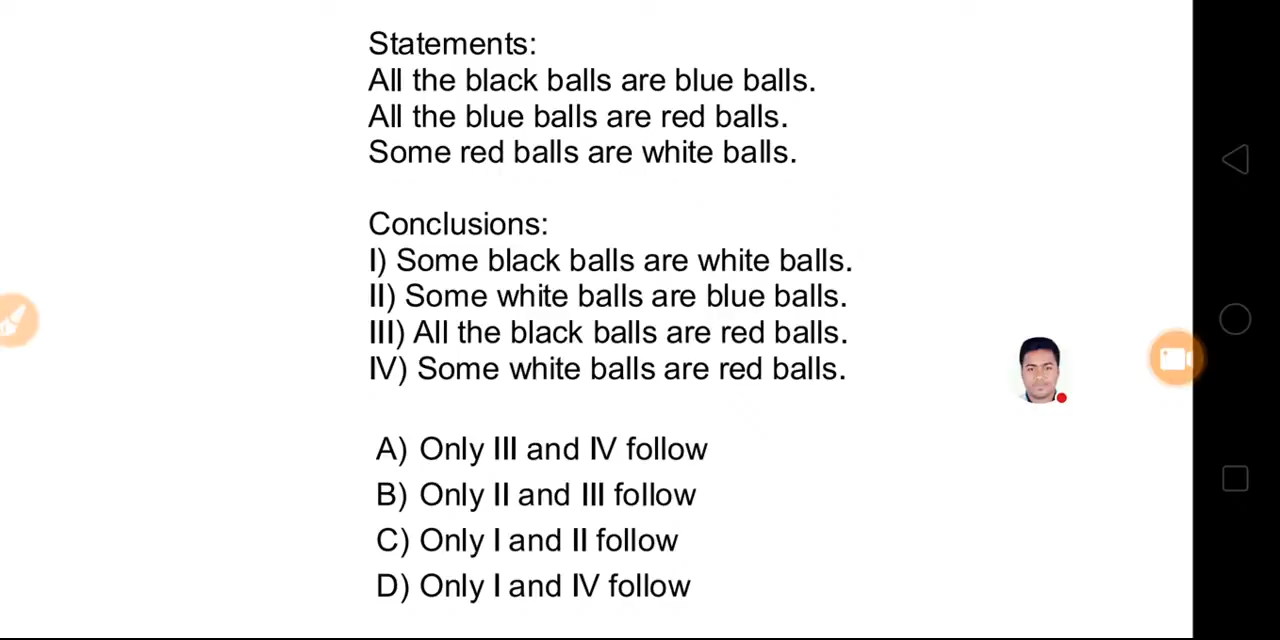 Statements:
All the black balls are blue balls.
All the blue balls are red balls.
Some red balls are white balls.
Conclusions:
I) Some black balls are white balls.
II) Some white balls are blue balls.
III) All the black balls are red balls.
IV) Some white balls are red balls.
A) Only III and IV follow
B) Only II and III follow
C) Only I and II follow
D) Only I and IV follow